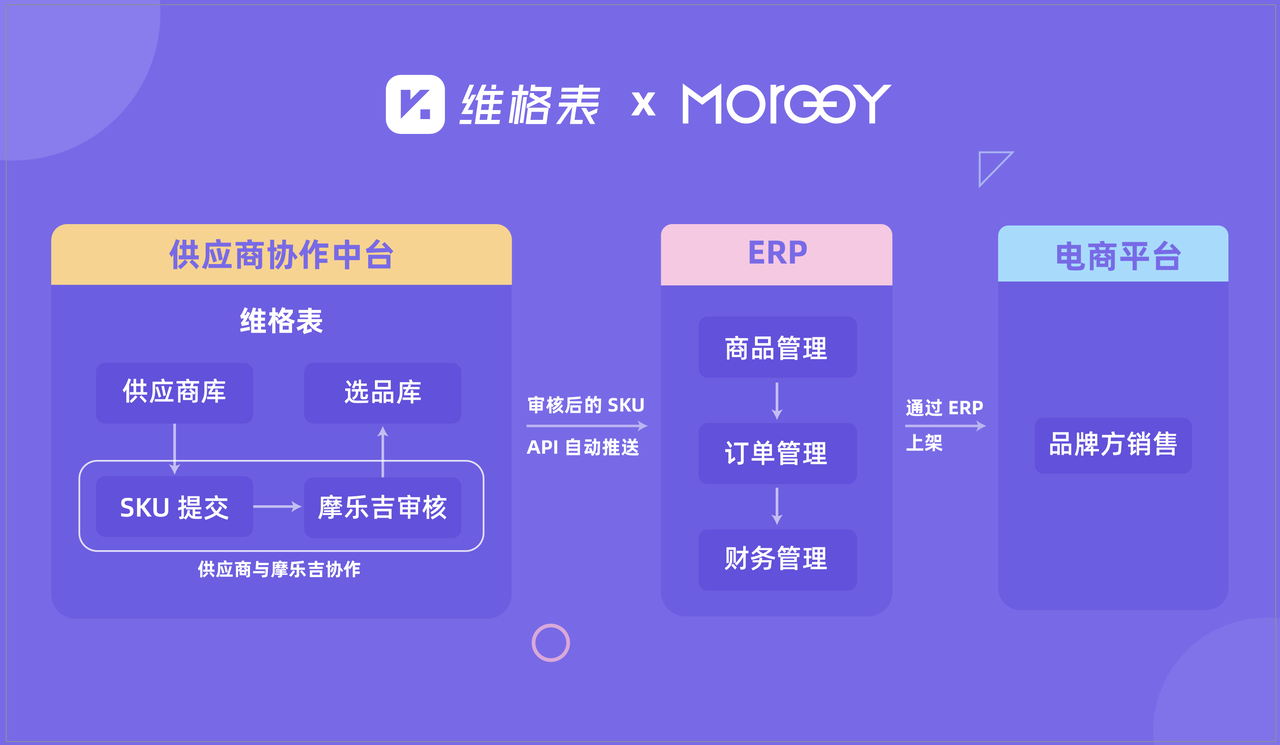 维格表 x MOrGGY
供应商协作中台
维格表
供应商库
选品库
SKU 提交
摩乐吉审核
供应商与摩乐吉协作
审核后的 SKU
API 自动推送
ERP
商品管理
订单管理
财务管理
通过 ERP
上架
电商平台
品牌方销售